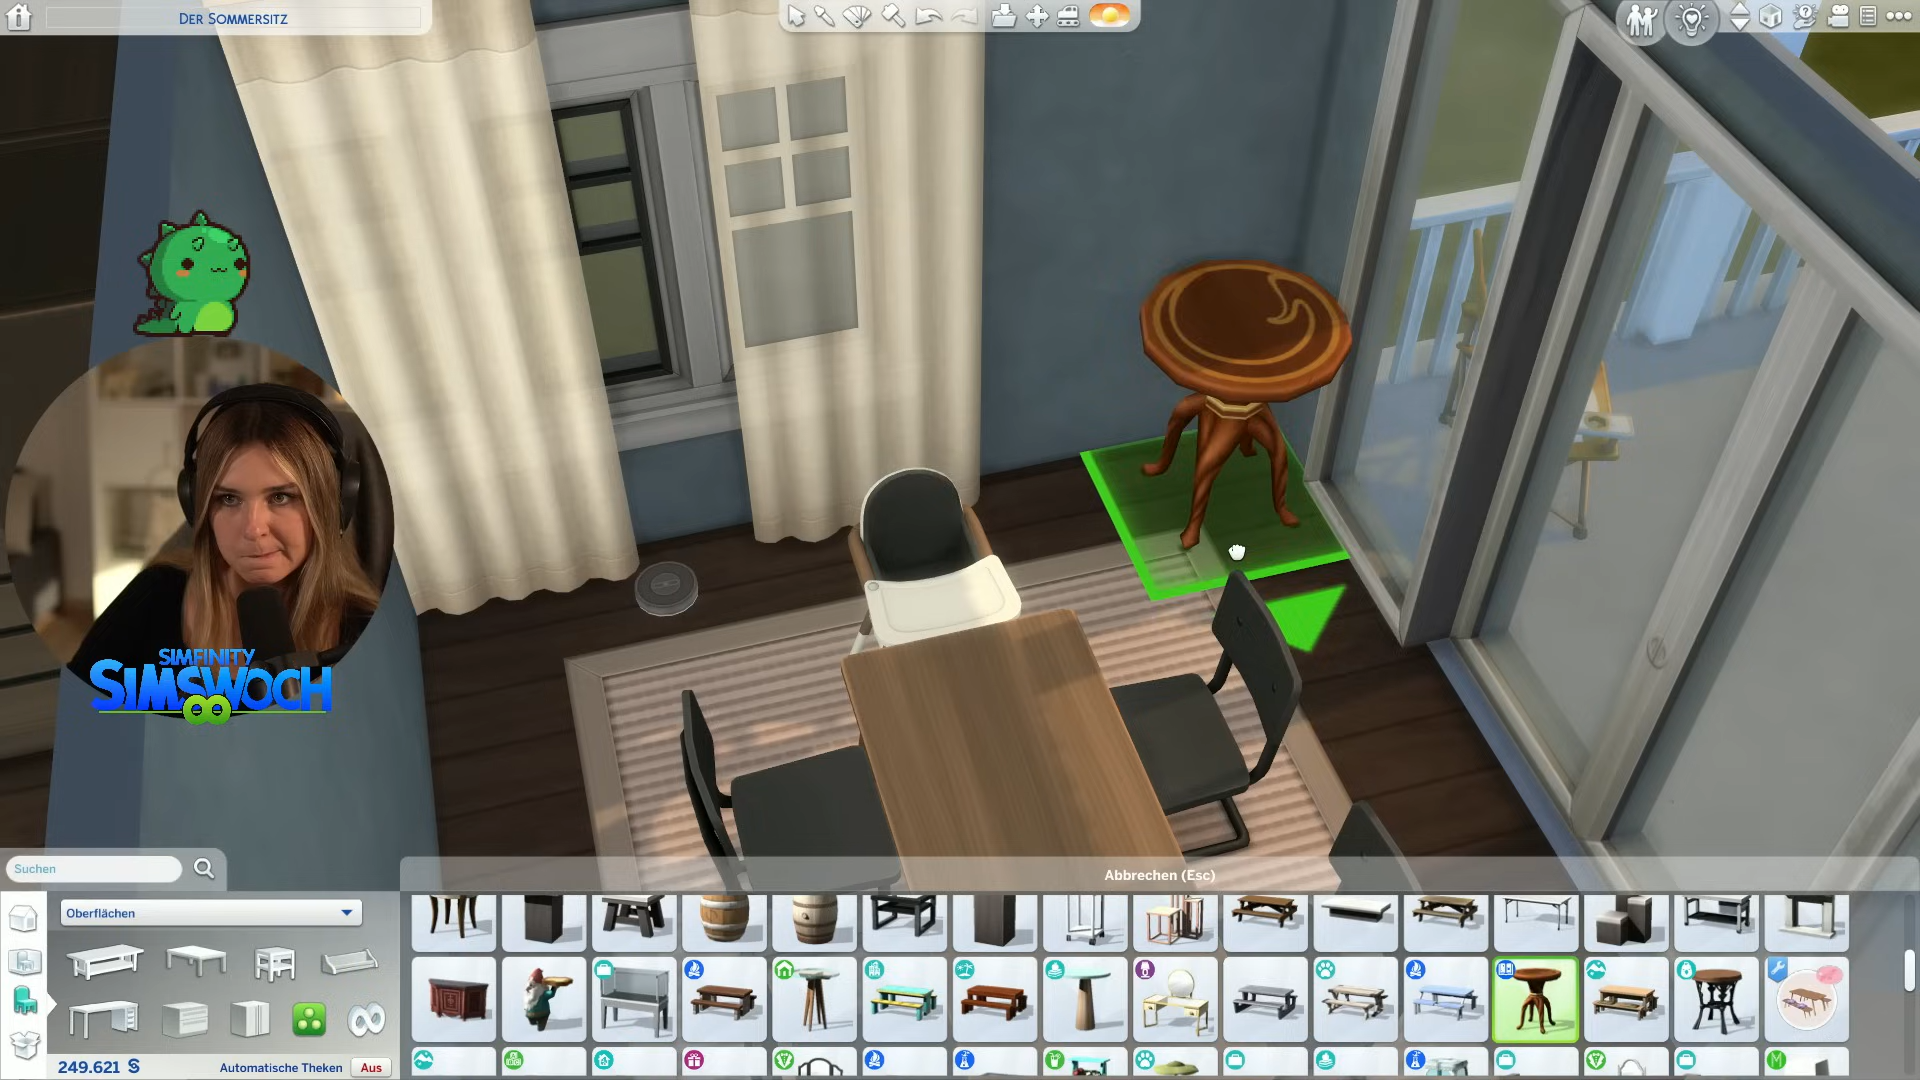 Der Sommersitz
SIMFINITY
SIMSWOCH
Suchen
Abbrechen (Esc)
Oberflächen
249.621
Automatische Theken
Aus